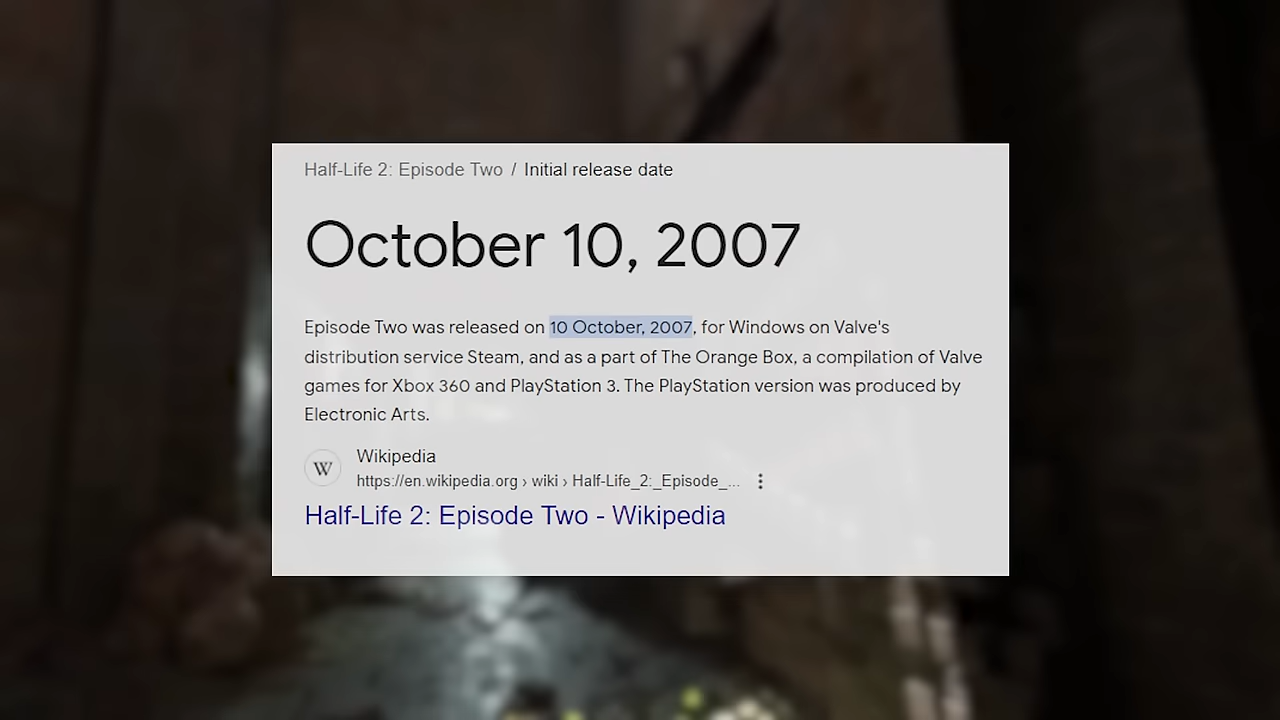 Half-Life 2: Episode Two / Initial release date
October 10, 2007
Episode Two was released on 10 October, 2007, for Windows on Valve's
distribution service Steam, and as a part of The Orange Box, a compilation of Valve
games for Xbox 360 and PlayStation 3. The PlayStation version was produced by
Electronic Arts.
W
Wikipedia
https://en.wikipedia.org › wiki › Half-Life_2:_Episode_...
Half-Life 2: Episode Two - Wikipedia